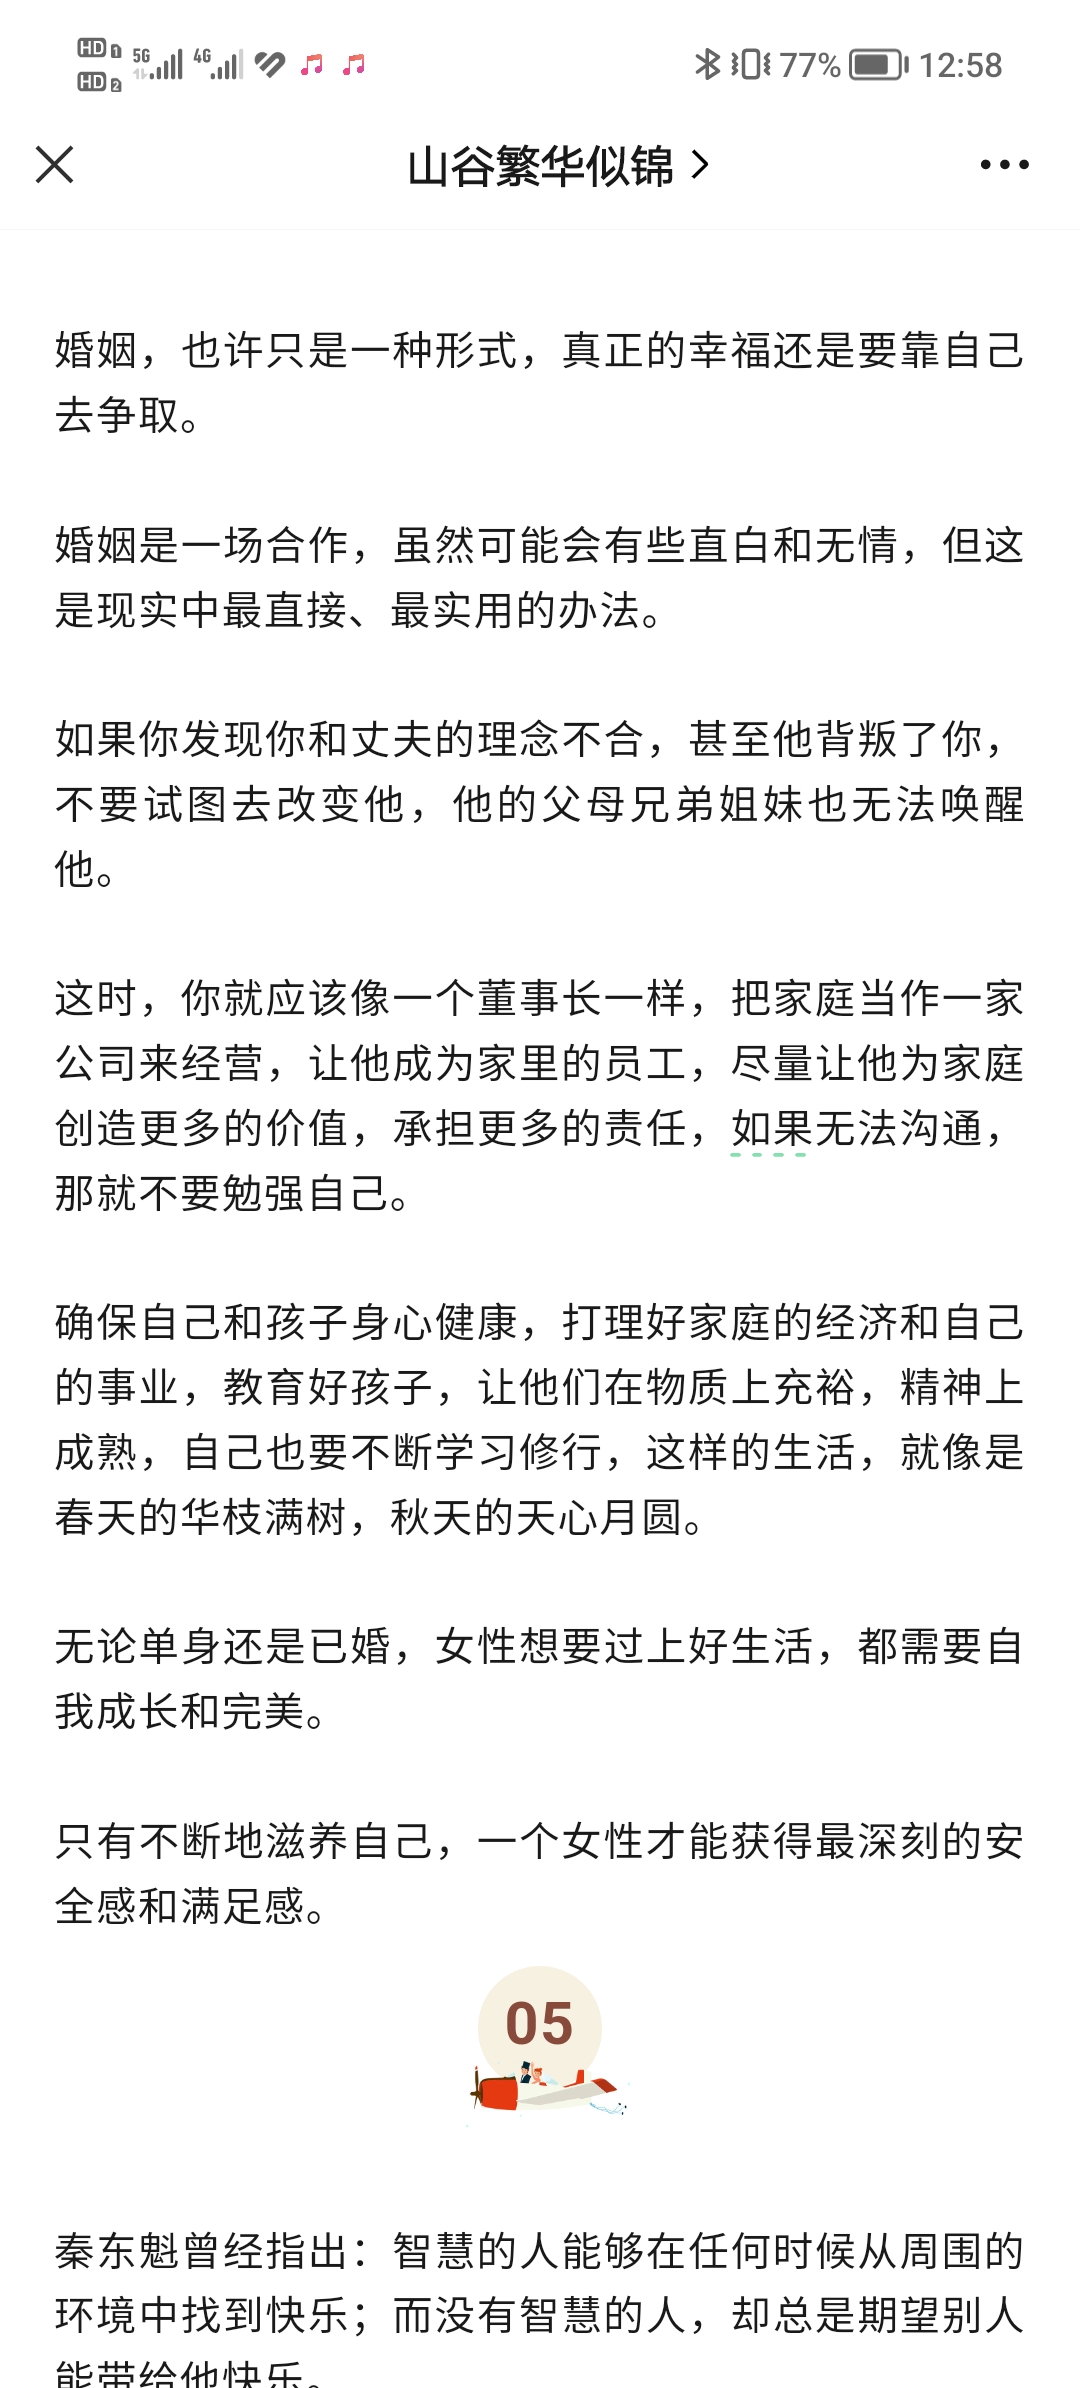 HD 1 5G 4G 77% 12:58
HD 2
山谷繁华似锦
婚姻，也许只是一种形式，真正的幸福还是要靠自己
去争取。
婚姻是一场合作，虽然可能会有些直白和无情，但这
是现实中最直接、最实用的办法。
如果你发现你和丈夫的理念不合，甚至他背叛了你，
不要试图去改变他，他的父母兄弟姐妹也无法唤醒
他。
这时，你就应该像一个董事长一样，把家庭当作一家
公司来经营，让他成为家里的员工，尽量让他为家庭
创造更多的价值，承担更多的责任，如果无法沟通，
那就不要勉强自己。
确保自己和孩子身心健康，打理好家庭的经济和自己
的事业，教育好孩子，让他们在物质上充裕，精神上
成熟，自己也要不断学习修行，这样的生活，就像是
春天的华枝满树，秋天的天心月圆。
无论单身还是已婚，女性想要过上好生活，都需要自
我成长和完美。
只有不断地滋养自己，一个女性才能获得最深刻的安
全感和满足感。
05
秦东魁曾经指出：智慧的人能够在任何时候从周围的
环境中找到快乐；而没有智慧的人，却总是期望别人
能带给他快乐。